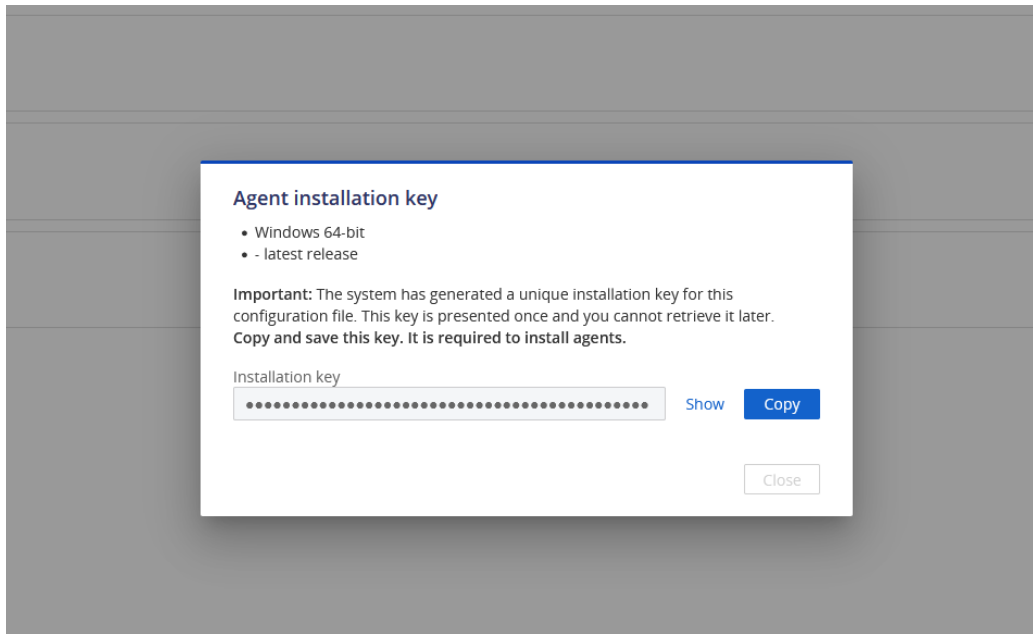 Agent installation key
• Windows 64-bit
• - latest release
Important: The system has generated a unique installation key for this
configuration file. This key is presented once and you cannot retrieve it later.
Copy and save this key. It is required to install agents.
Installation key
Show
Copy
Close